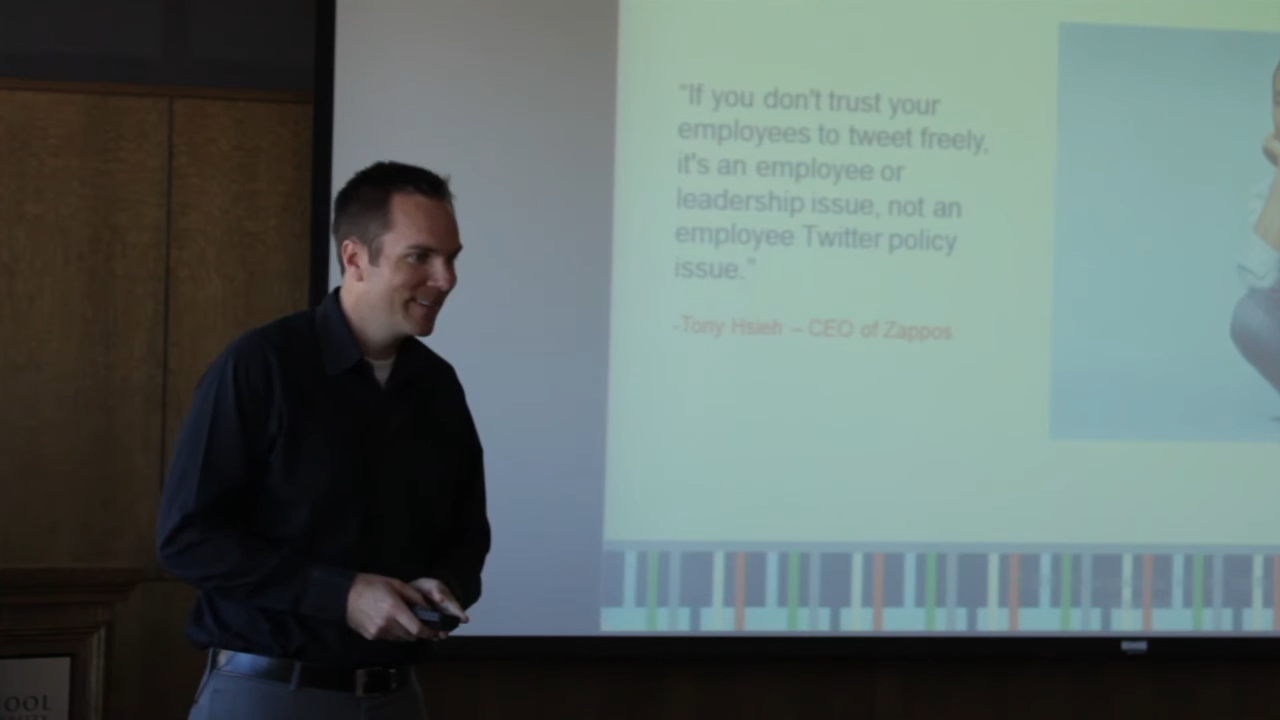 “If you don't trust your
employees to tweet freely,
it's an employee or
leadership issue, not an
employee Twitter policy
issue.”
-Tony Hsieh – CEO of Zappos
OOL